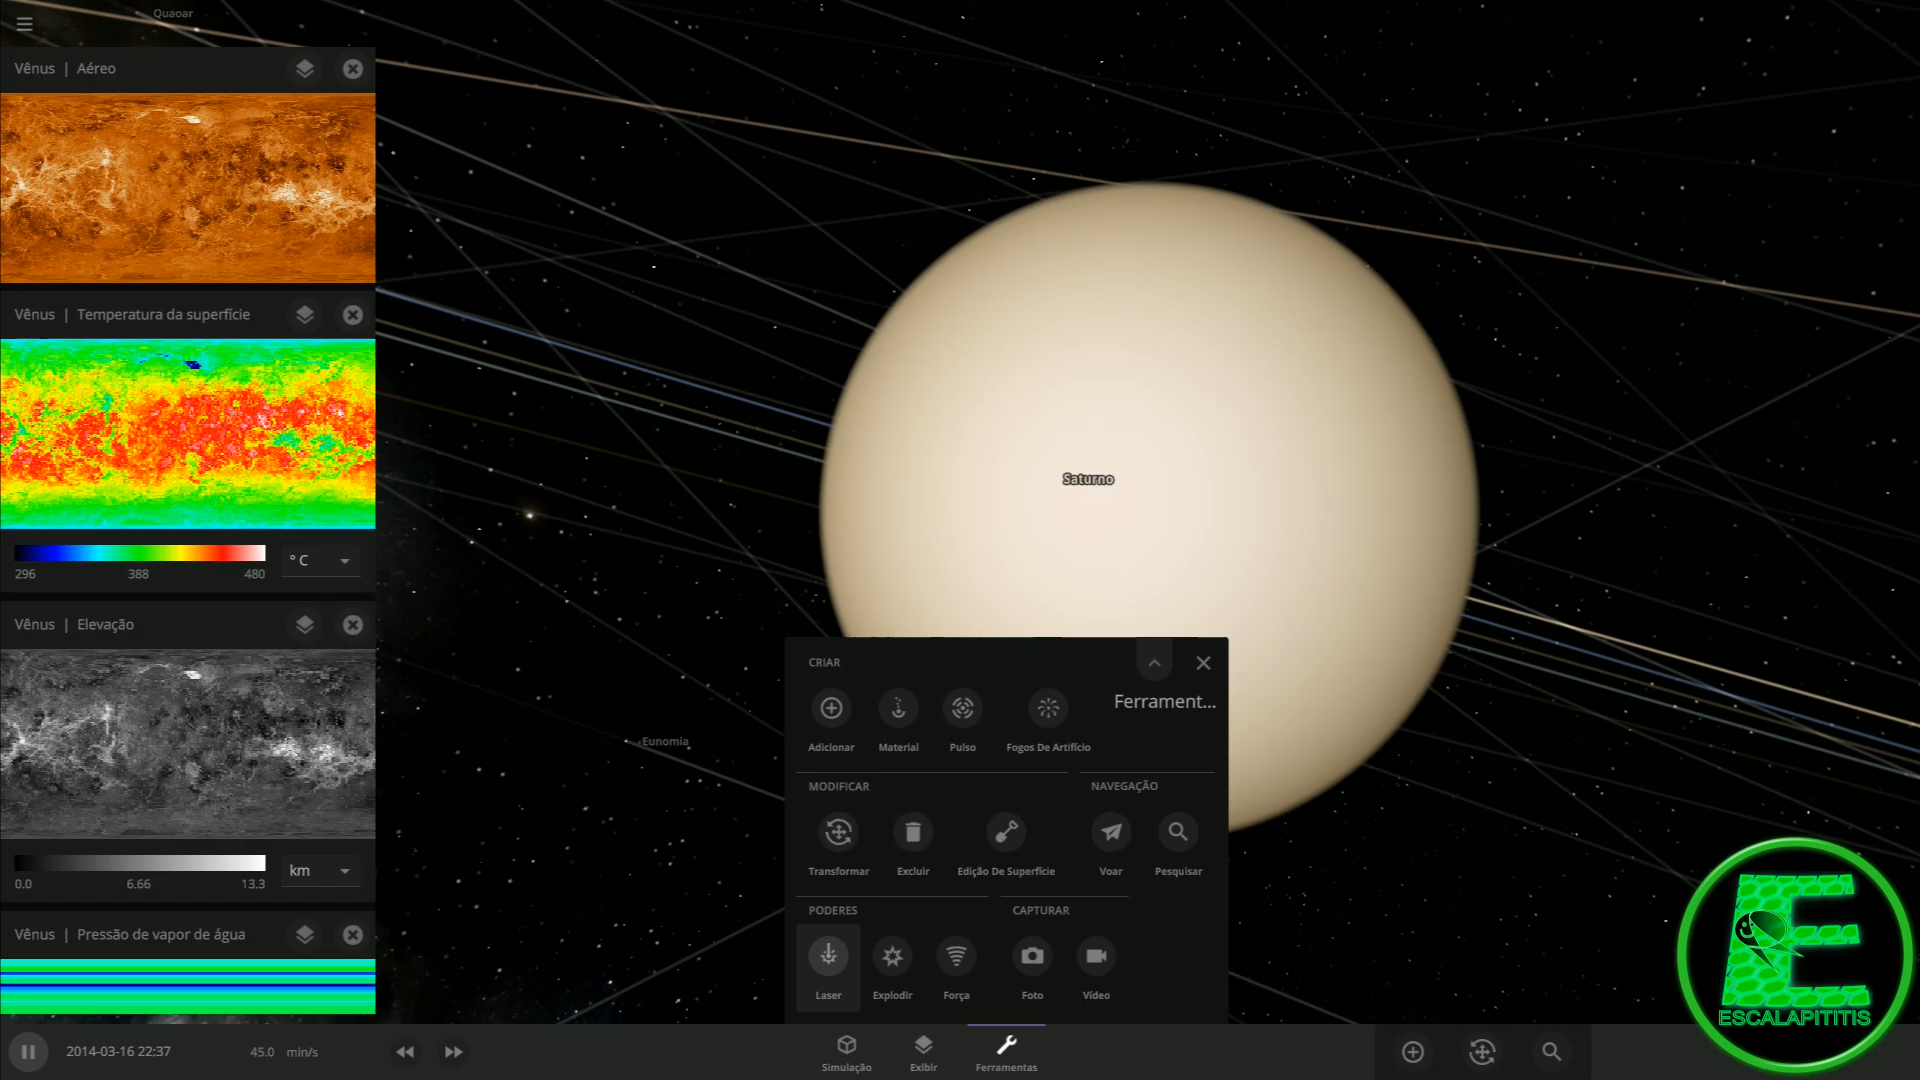 Quaoar
Vênus | Aéreo
Vênus | Temperatura da superfície
296 388 480
° C
Vênus | Elevação
0.0 6.66 13.3
km
Vênus | Pressão de vapor de água
Saturno
Eunomia
CRIAR
Ferrament...
Adicionar Material Pulso Fogos De Artifício
MODIFICAR NAVEGAÇÃO
Transformar Excluir Edição De Superfície Voar Pesquisar
PODERES CAPTURAR
Laser Explodir Força Foto Vídeo
E
ESCALAPITITIS
2014-03-16 22:37 45.0 min/s
Simulação Exibir Ferramentas